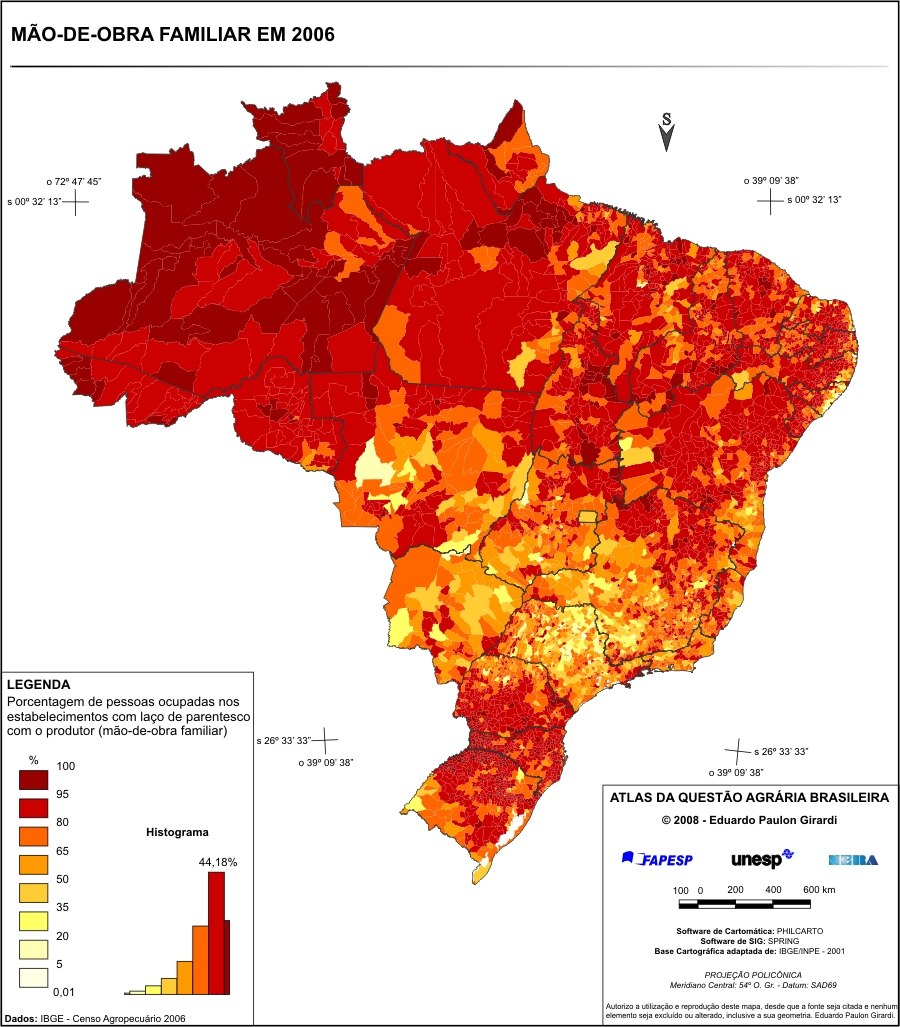 MÃO-DE-OBRA FAMILIAR EM 2006
S
o 72º 47' 45"
s 00º 32' 13"
o 39º 09' 38"
s 00º 32' 13"
LEGENDA
Porcentagem de pessoas ocupadas nos
estabelecimentos com laço de parentesco
com o produtor (mão-de-obra familiar)
%
100
95
80
65
50
35
20
5
0,01
Histograma
44,18%
Dados: IBGE - Censo Agropecuário 2006
s 26º 33' 33"
o 39º 09' 38"
s 26º 33' 33"
o 39º 09' 38"
ATLAS DA QUESTÃO AGRÁRIA BRASILEIRA
© 2008 - Eduardo Paulon Girardi
FAPESP
unesp
NERA
100 0 200 400 600 km
Software de Cartomática: PHILCARTO
Software de SIG: SPRING
Base Cartográfica adaptada de: IBGE/INPE - 2001
PROJEÇÃO POLICÔNICA
Meridiano Central: 54º O. Gr. - Datum: SAD69
Autorizo a utilização e reprodução deste mapa, desde que a fonte seja citada e nenhum
elemento seja excluído ou alterado, inclusive a sua geometria. Eduardo Paulon Girardi.